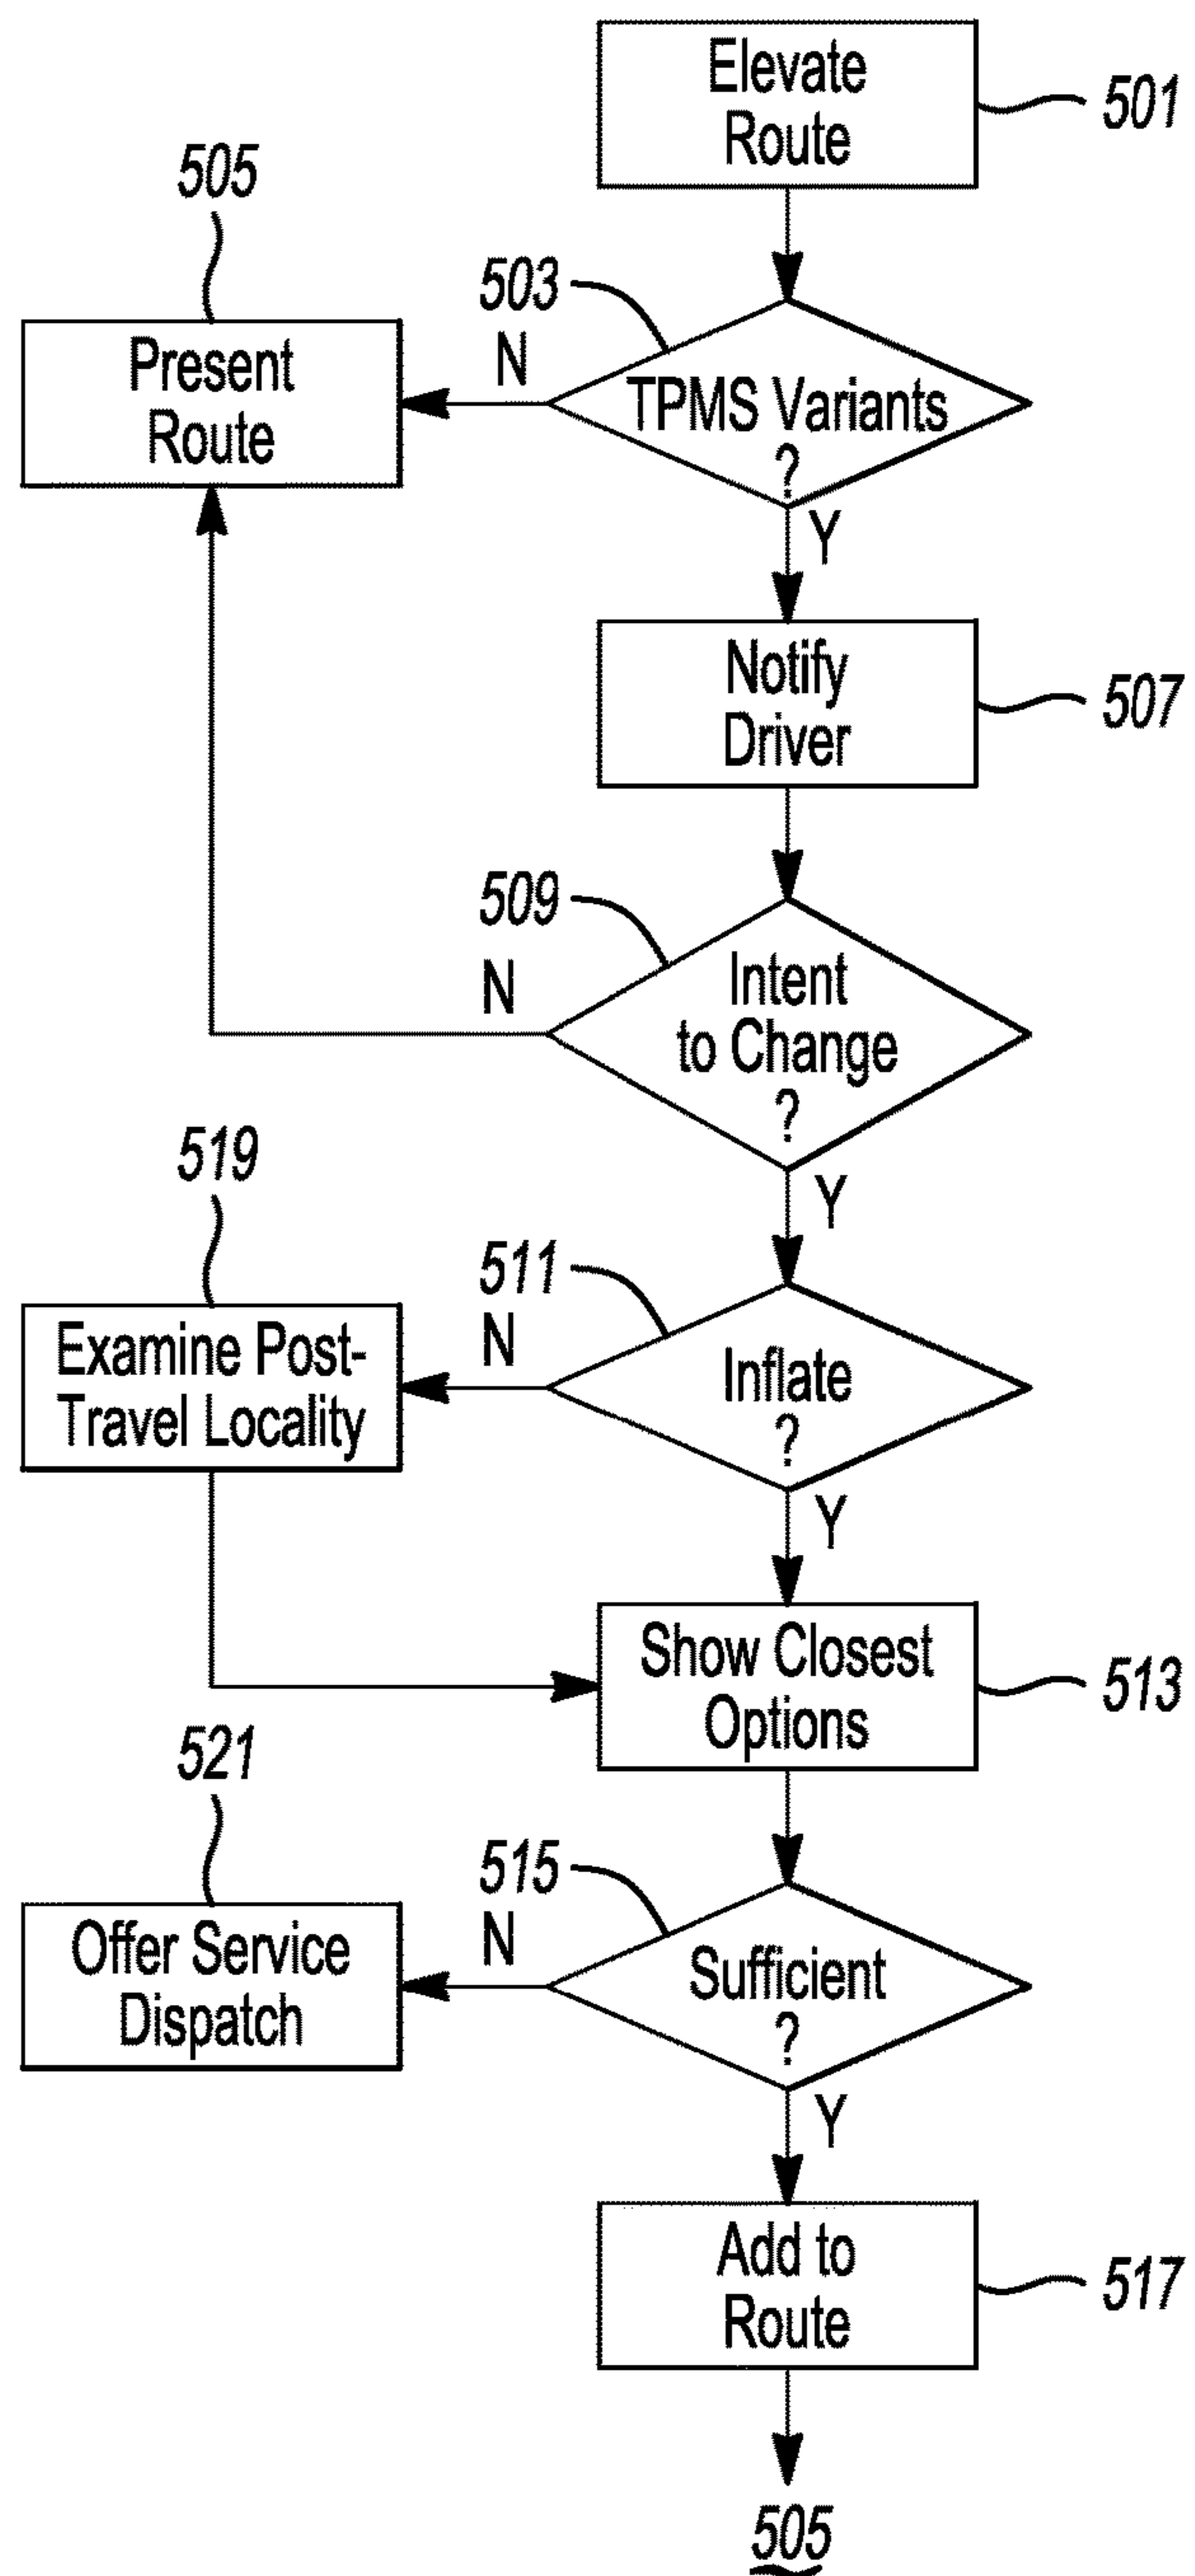 Elevate
Route
501
505
503
N
Present
Route
TPMS Variants
?
Y
Notify
Driver
507
509
N
Intent
to Change
?
Y
519
511
N
Examine Post-
Travel Locality
Inflate
?
Y
Show Closest
Options
513
521
515
N
Offer Service
Dispatch
Sufficient
?
Y
Add to
Route
517
505